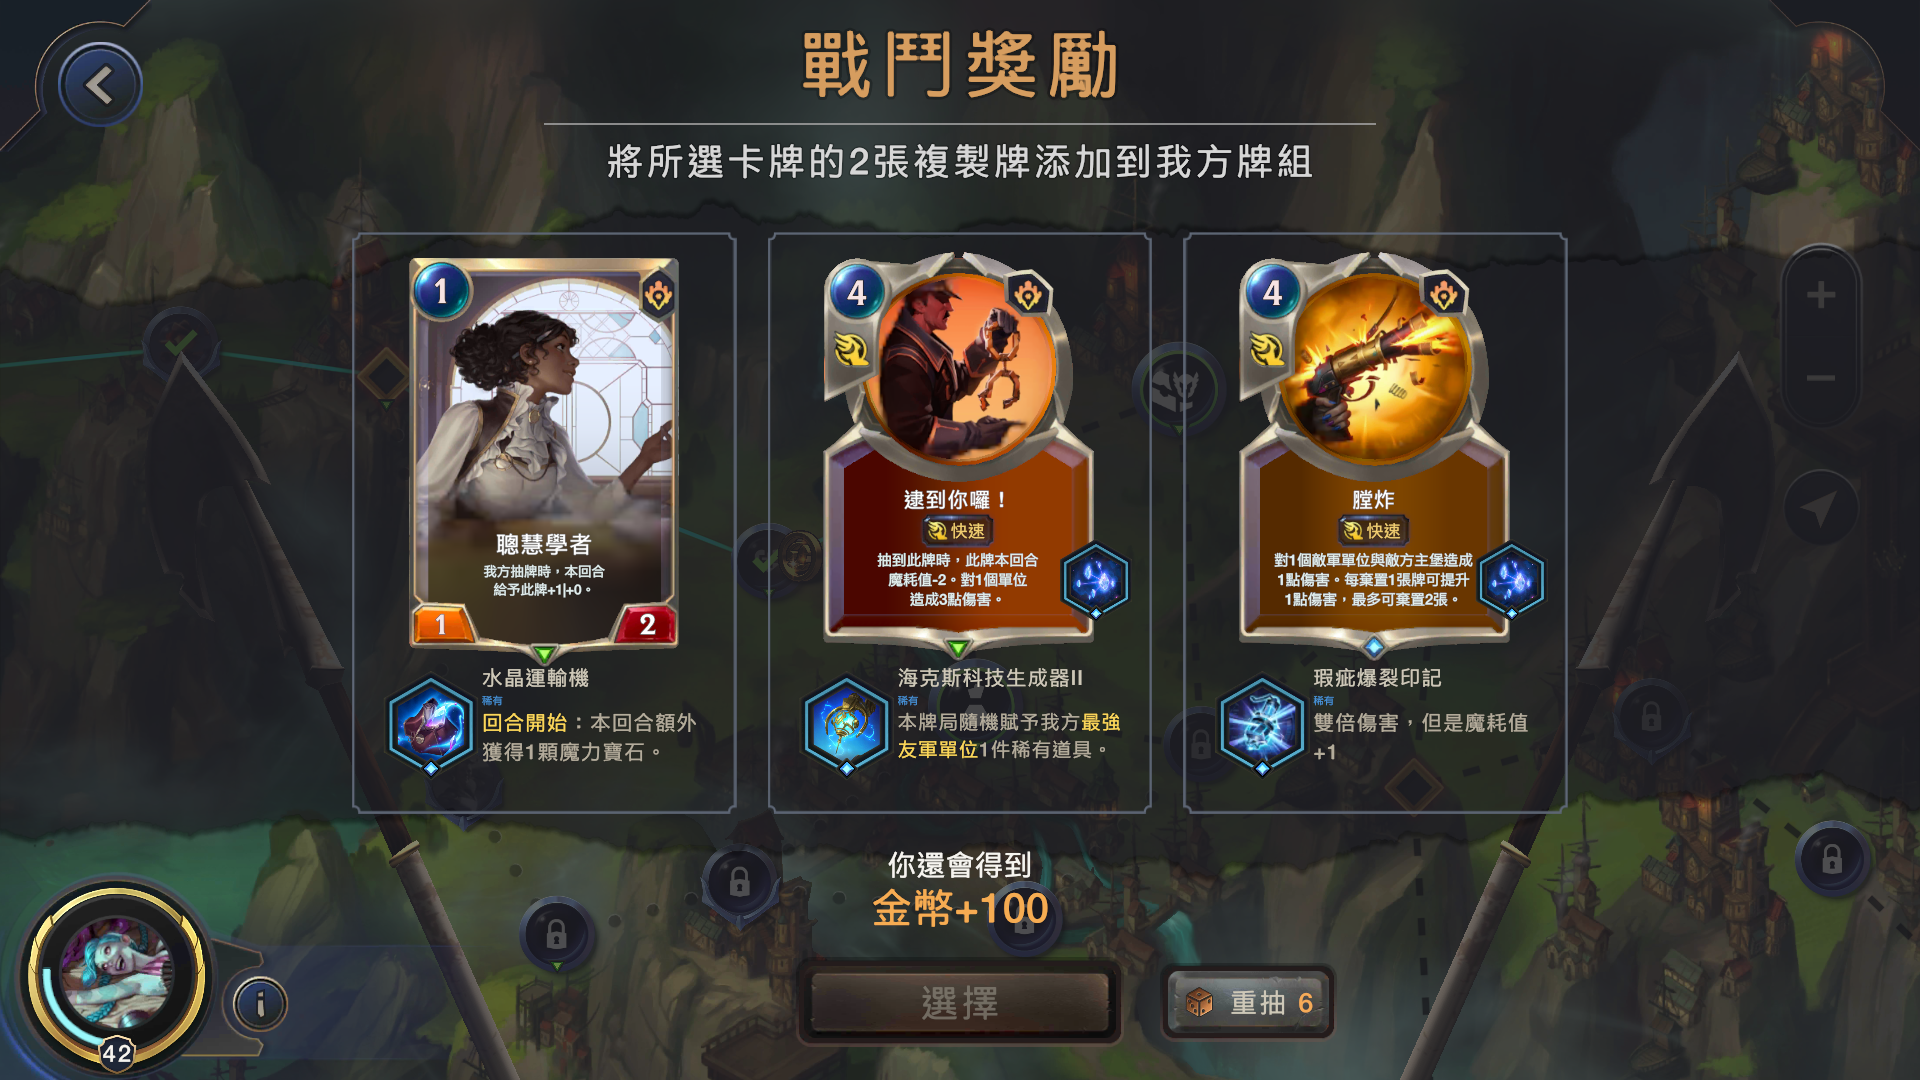 戰鬥獎勵
將所選卡牌的2張複製牌添加到我方牌組
1
聰慧學者
我方抽牌時，本回合
給予此牌+1|+0。
1
2
水晶運輸機
稀有
回合開始：本回合額外
獲得1顆魔力寶石。
4
逮到你囉！
快速
抽到此牌時，此牌本回合
魔耗值-2。對1個單位
造成3點傷害。
海克斯科技生成器II
稀有
本牌局隨機賦予我方最強
友軍單位1件稀有道具。
4
膛炸
快速
對1個敵軍單位與敵方主堡造成
1點傷害。每棄置1張牌可提升
1點傷害，最多可棄置2張。
瑕疵爆裂印記
稀有
雙倍傷害，但是魔耗值
+1
你還會得到
金幣+100
選擇
重抽 6
42